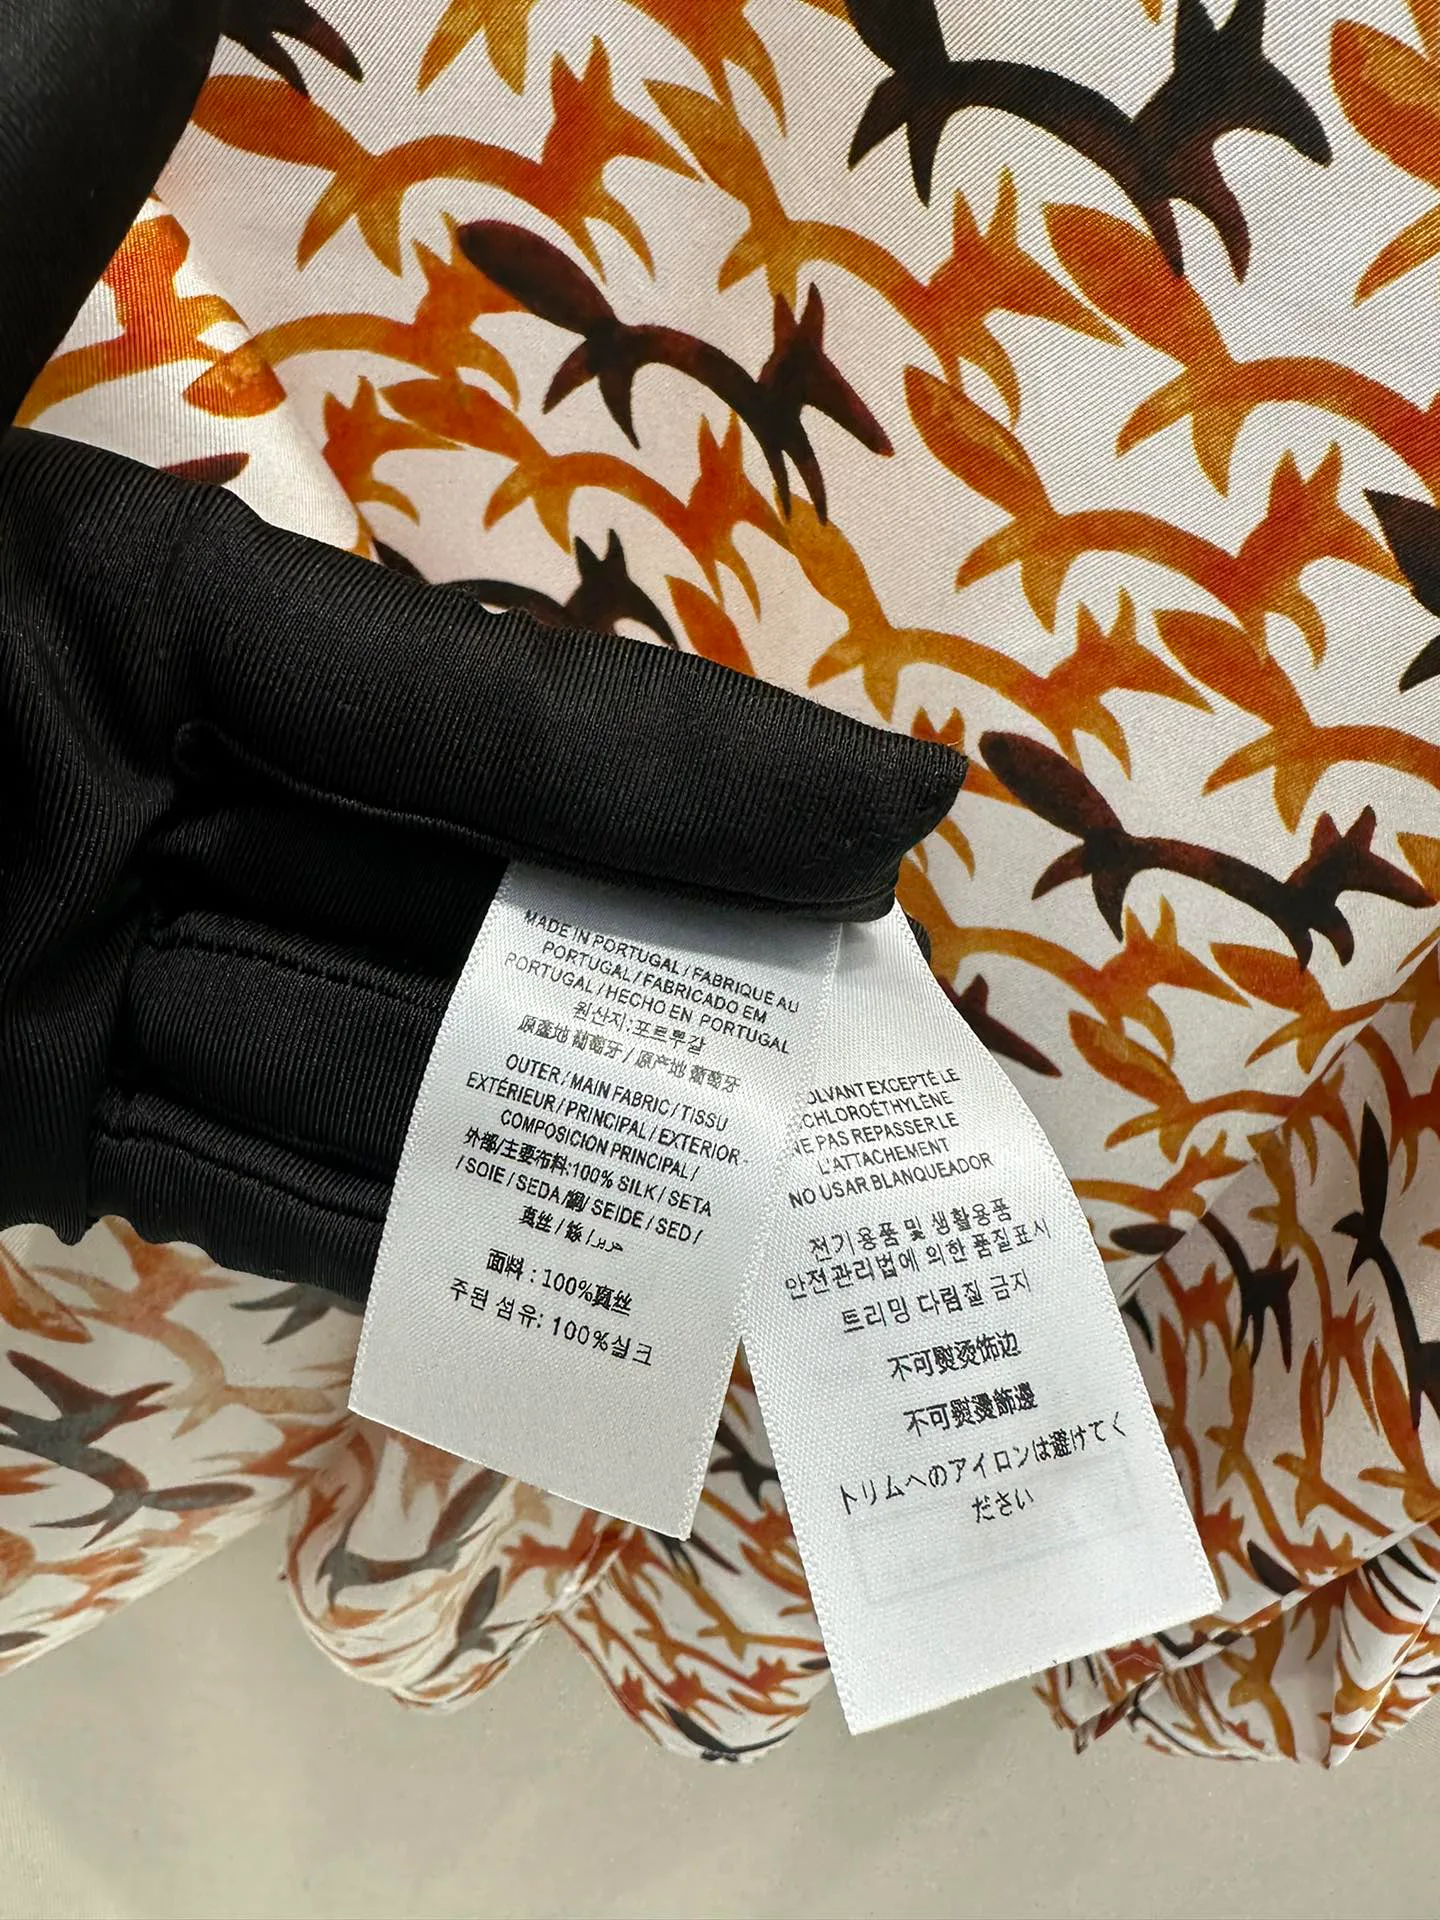 MADE IN PORTUGAL / FABRIQUÉ AU
PORTUGAL / FABRICADO EM
PORTUGAL / HECHO EN PORTUGAL
원산지:포르투갈
原產地 葡萄牙 / 原产地 葡萄牙
OUTER / MAIN FABRIC / TISSU
EXTÉRIEUR / PRINCIPAL / EXTERIOR -
COMPOSICION PRINCIPAL /
外部/主要布料:100% SILK / SETA
/ SOIE / SEDA / SEIDE / SED /
真丝 /
面料 : 100%真丝
주된 섬유: 100%실크
OLVANT EXCEPTÉ LE
CHLOROÉTHYLÈNE
NE PAS REPASSER LE
L'ATTACHEMENT
NO USAR BLANQUEADOR
전기용품 및 생활용품
안전관리법에 의한 품질표시
트리밍 다림질 금지
不可熨烫饰边
不可熨燙飾邊
トリムへのアイロンは避けてく
ださい